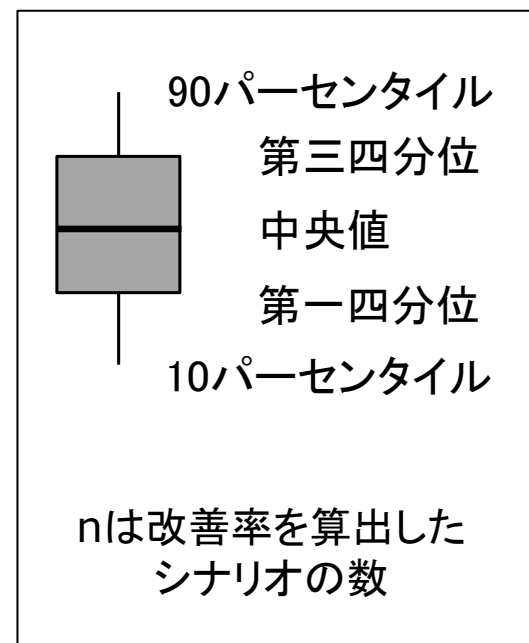 90パーセンタイル
第三四分位
中央値
第一四分位
10パーセンタイル
nは改善率を算出した
シナリオの数